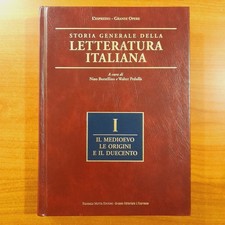 L'Espresso - Grandi Opere
STORIA GENERALE DELLA
LETTERATURA
ITALIANA
A cura di
Nino Borsellino e Walter Pedullà
I
IL MEDIOEVO
LE ORIGINI
E IL DUECENTO